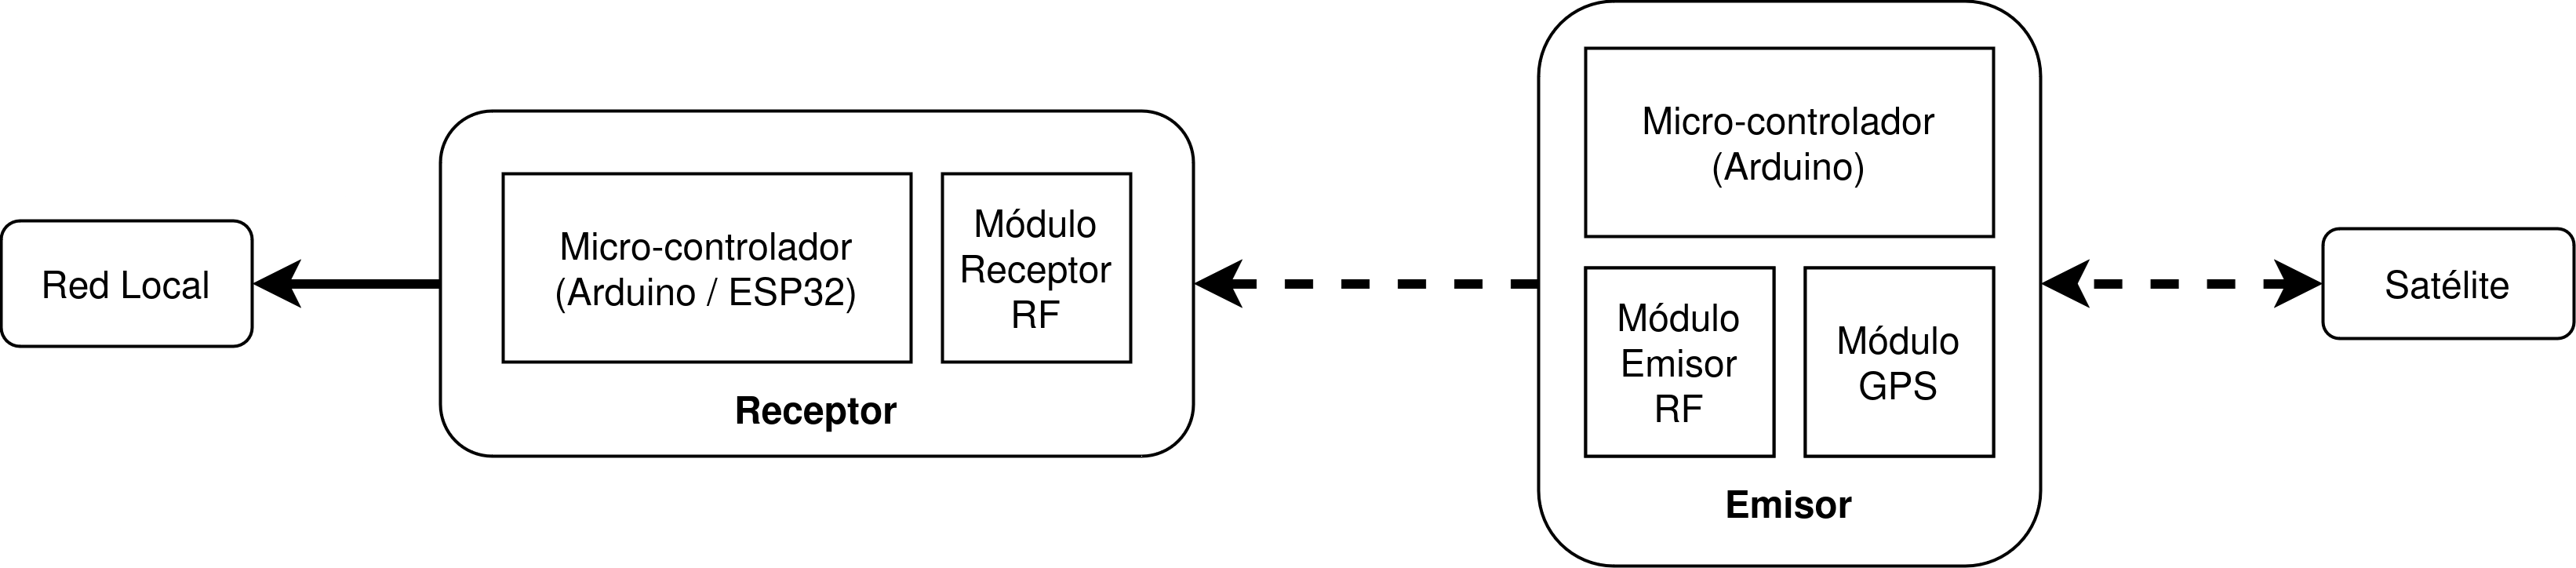 Red Local
Micro-controlador
(Arduino / ESP32)
Módulo
Receptor
RF
Receptor
Micro-controlador
(Arduino)
Módulo
Emisor
RF
Módulo
GPS
Emisor
Satélite